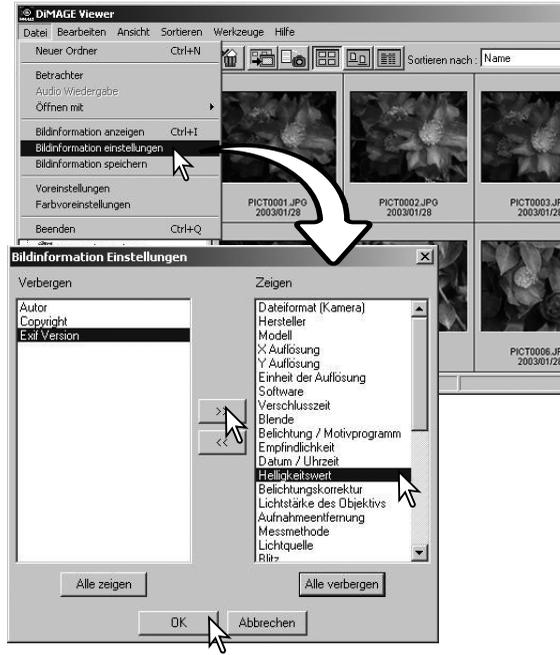 DiMAGE Viewer
Datei Bearbeiten Ansicht Sortieren Werkzeuge Hilfe
Sortieren nach: Name
Neuer Ordner Ctrl+N
Betrachter
Audio Wiedergabe
Öffnen mit
Bildinformation anzeigen Ctrl+I
Bildinformation einstellungen
Bildinformation speichern
Voreinstellungen
Farbvoreinstellungen
Beenden Ctrl+Q
PICT0001.JPG
2003/01/28
PICT0002.JPG
2003/01/28
PICT0003.JP
2003/01/28
PICT0006.JP
2003/01/28
Bildinformation Einstellungen
Verbergen
Autor
Copyright
Exif Version
>>
<<
Zeigen
Dateiformat (Kamera)
Hersteller
Modell
X Auflösung
Y Auflösung
Einheit der Auflösung
Software
Verschlusszeit
Blende
Belichtung / Motivprogramm
Empfindlichkeit
Datum / Uhrzeit
Helligkeitswert
Belichtungskorrektur
Lichtstärke des Objektivs
Aufnahmeentfernung
Messmethode
Lichtquelle
Blitz
Alle zeigen
Alle verbergen
OK
Abbrechen